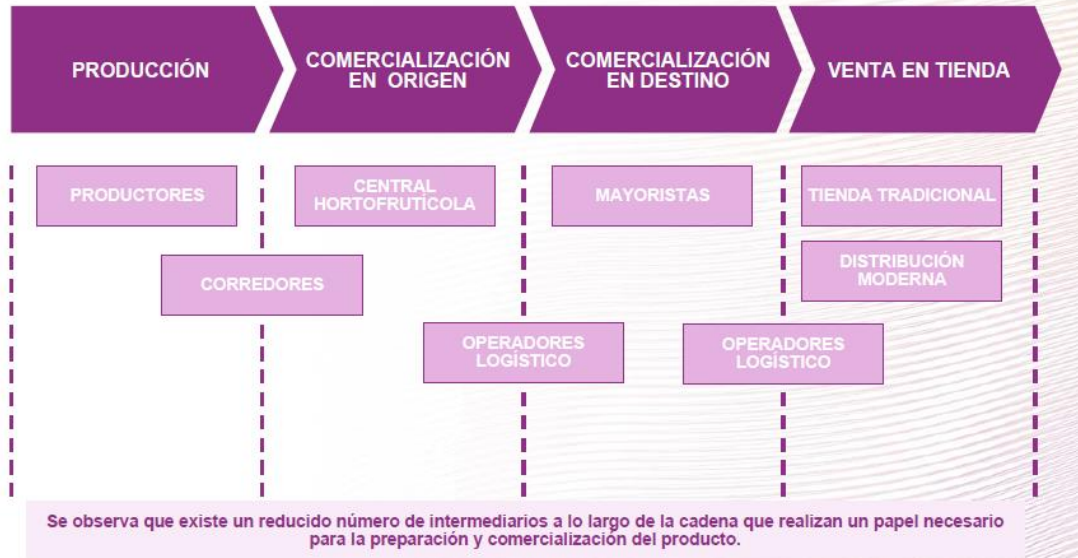 PRODUCCIÓN
COMERCIALIZACIÓN
EN ORIGEN
COMERCIALIZACIÓN
EN DESTINO
VENTA EN TIENDA
PRODUCTORES
CENTRAL
HORTOFRUTÍCOLA
MAYORISTAS
TIENDA TRADICIONAL
CORREDORES
DISTRIBUCIÓN
MODERNA
OPERADORES
LOGÍSTICO
OPERADORES
LOGÍSTICO
Se observa que existe un reducido número de intermediarios a lo largo de la cadena que realizan un papel necesario
para la preparación y comercialización del producto.